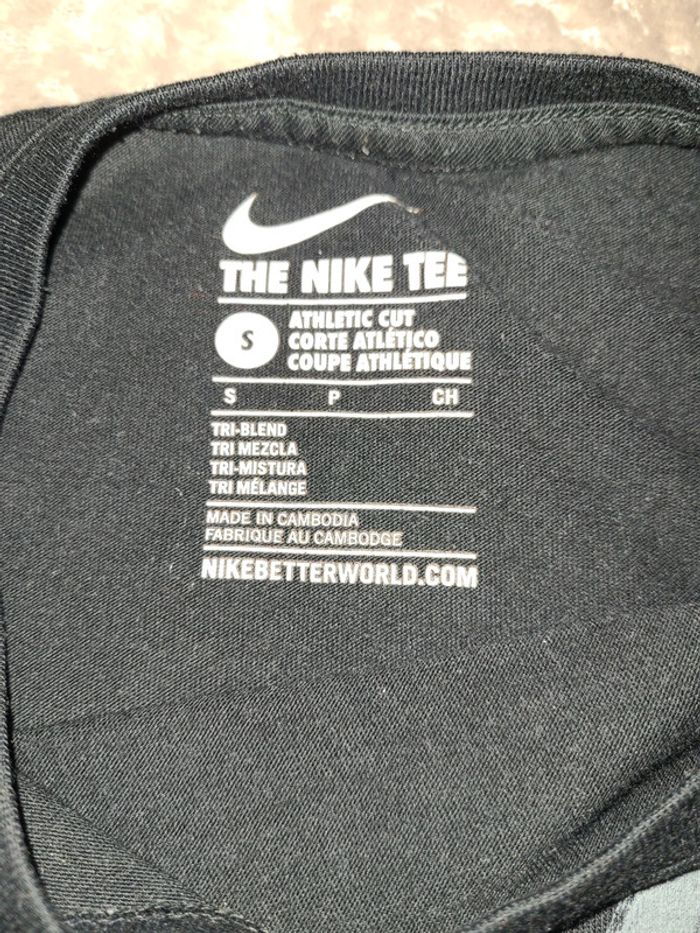 THE NIKE TEE
S
ATHLETIC CUT
CORTE ATLÉTICO
COUPE ATHLÉTIQUE
S P CH
TRI-BLEND
TRI MEZCLA
TRI-MISTURA
TRI MÉLANGE
MADE IN CAMBODIA
FABRIQUE AU CAMBODGE
NIKEBETTERWORLD.COM